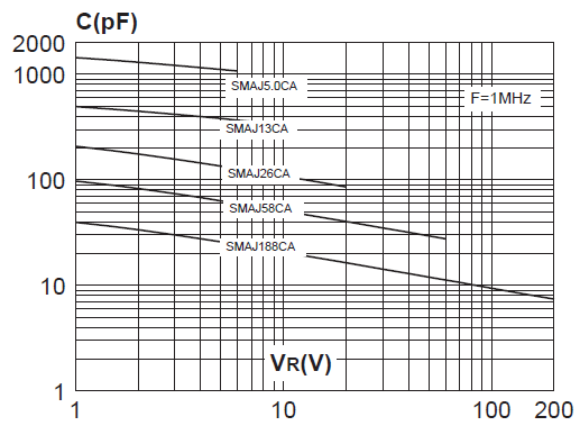 C(pF)
2000
1000
SMAJ5.0CA
F=1MHz
SMAJ13CA
100
SMAJ26CA
SMAJ58CA
SMAJ188CA
10
VR(V)
1
1 10 100 200